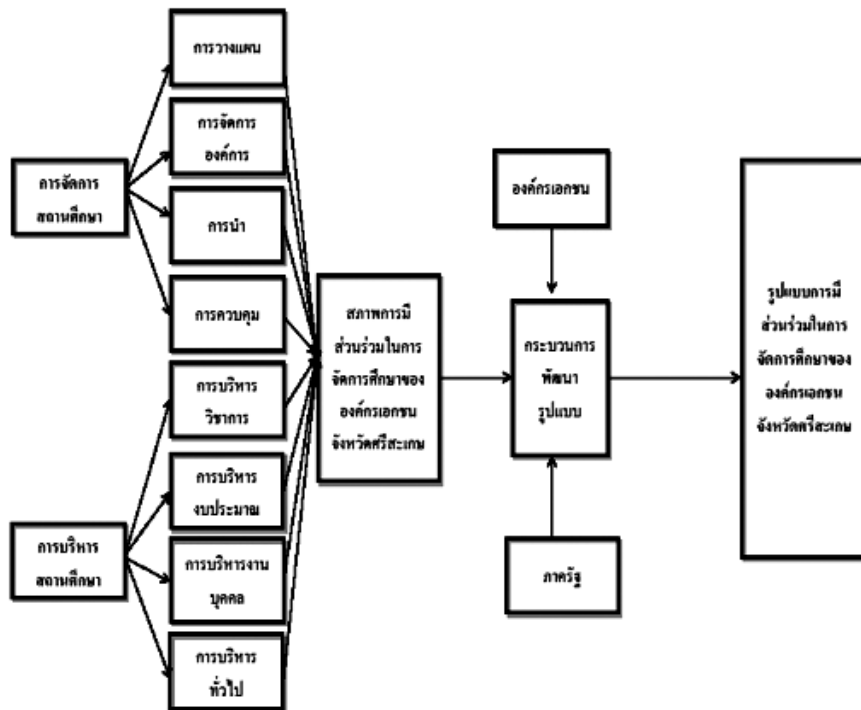 การจัดการ
สถานศึกษา
การบริหาร
สถานศึกษา
การวางแผน
การจัดการ
องค์การ
การนำ
การควบคุม
การบริหาร
วิชาการ
การบริหาร
งบประมาณ
การบริหารงาน
บุคคล
การบริหาร
ทั่วไป
สภาพการมี
ส่วนร่วมในการ
จัดการศึกษาของ
องค์กรเอกชน
จังหวัดศรีสะเกษ
องค์กรเอกชน
กระบวนการ
พัฒนา
รูปแบบ
ภาครัฐ
รูปแบบการมี
ส่วนร่วมในการ
จัดการศึกษาของ
องค์กรเอกชน
จังหวัดศรีสะเกษ